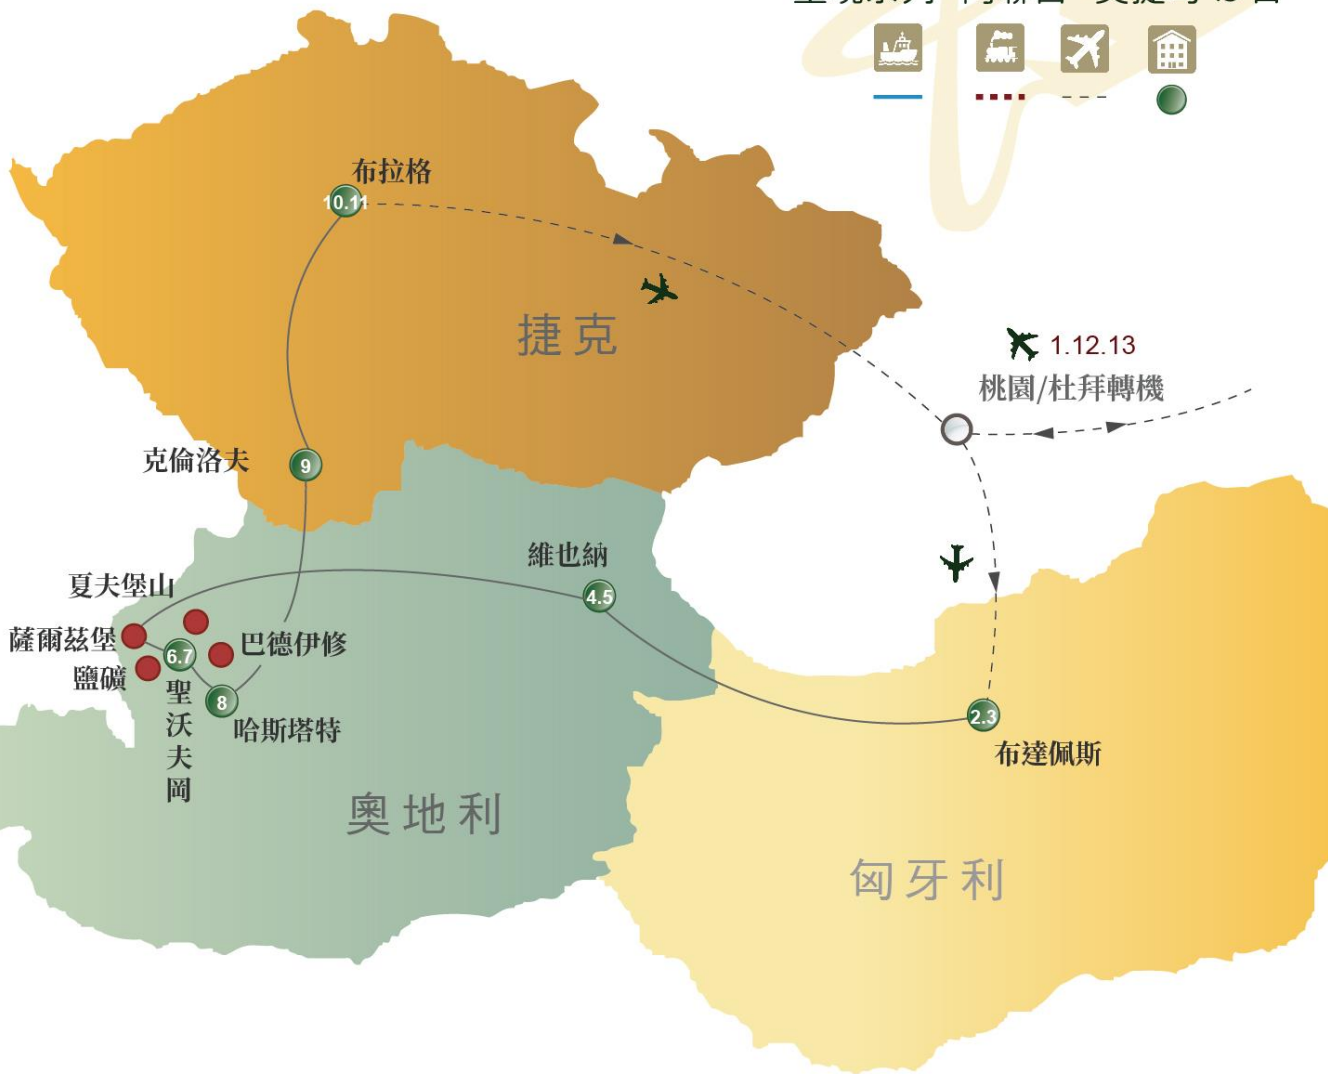 布拉格
10.11
捷克
1.12.13
桃園/杜拜轉機
克倫洛夫
9
維也納
4.5
夏夫堡山
薩爾茲堡
巴德伊修
6.7
鹽礦
聖沃夫岡
8
哈斯塔特
2.3
布達佩斯
奧地利
匈牙利